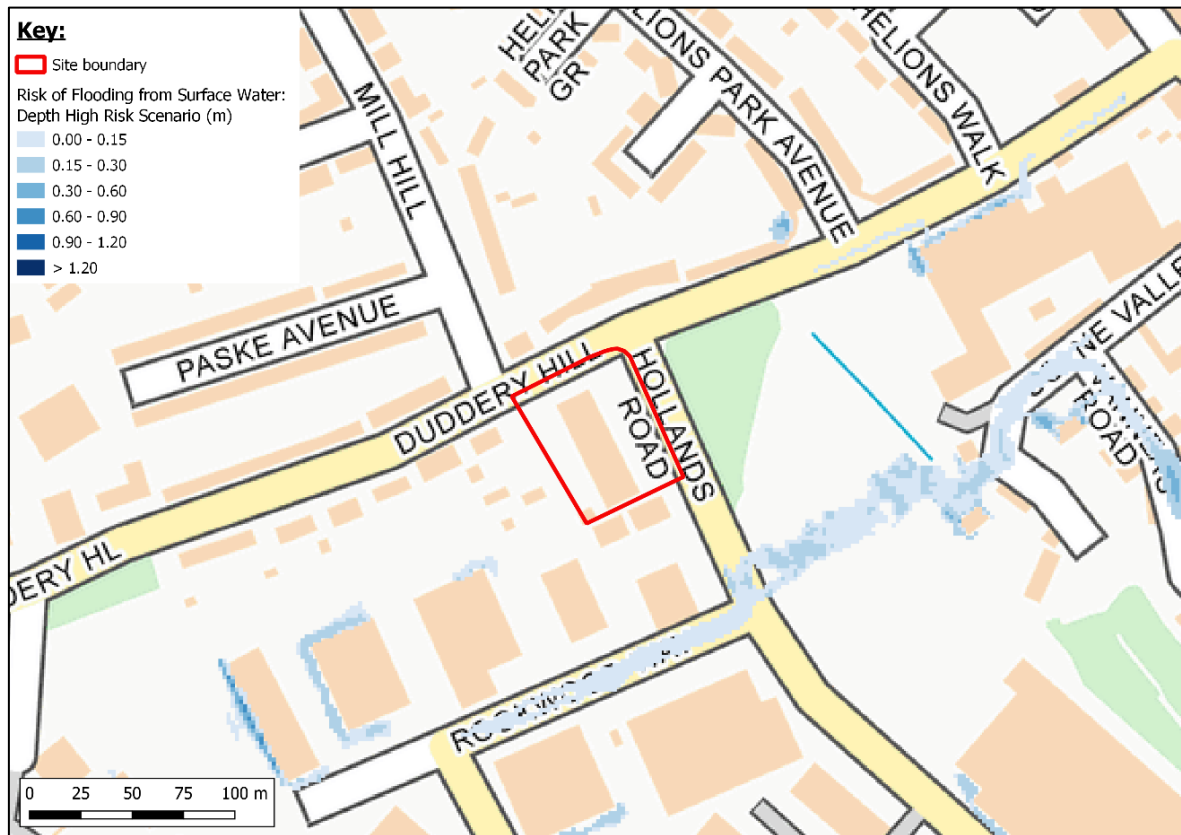 Key:
Site boundary
Risk of Flooding from Surface Water:
Depth High Risk Scenario (m)
0.00 - 0.15
0.15 - 0.30
0.30 - 0.60
0.60 - 0.90
0.90 - 1.20
> 1.20
PARK
GR
IONS PARK AVENUE
HELIONS WALK
MILL HILL
PASKE AVENUE
DUDDERY HILL
HOLLANDS
ROAD
NE VALLE
ROAD
DERY HL
0 25 50 75 100 m